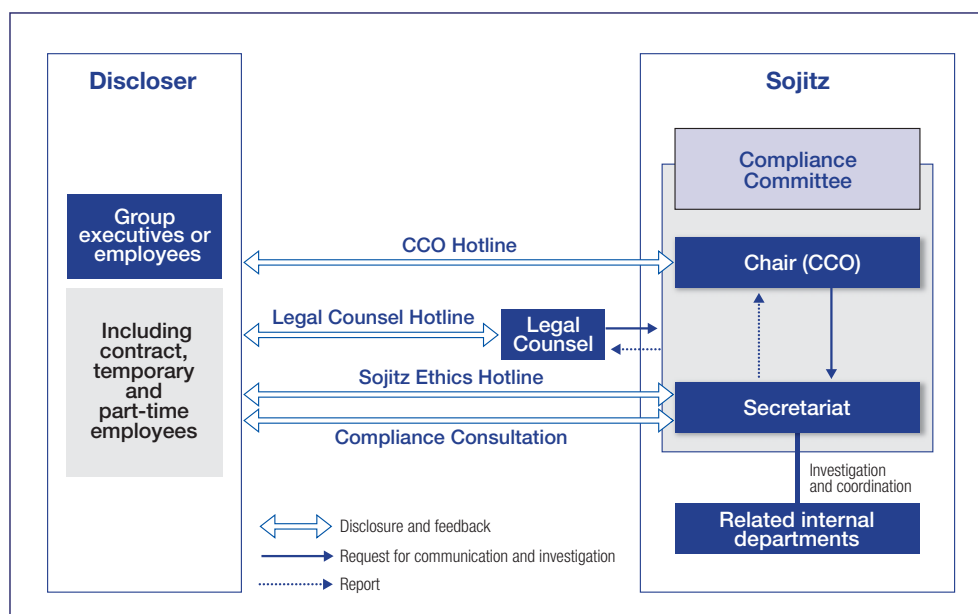 Discloser
Group
executives or
employees
Including
contract,
temporary
and
part-time
employees
CCO Hotline
Legal Counsel Hotline
Legal
Counsel
Sojitz Ethics Hotline
Compliance Consultation
Sojitz
Compliance
Committee
Chair (CCO)
Secretariat
Investigation
and coordination
Related internal
departments
Disclosure and feedback
Request for communication and investigation
Report